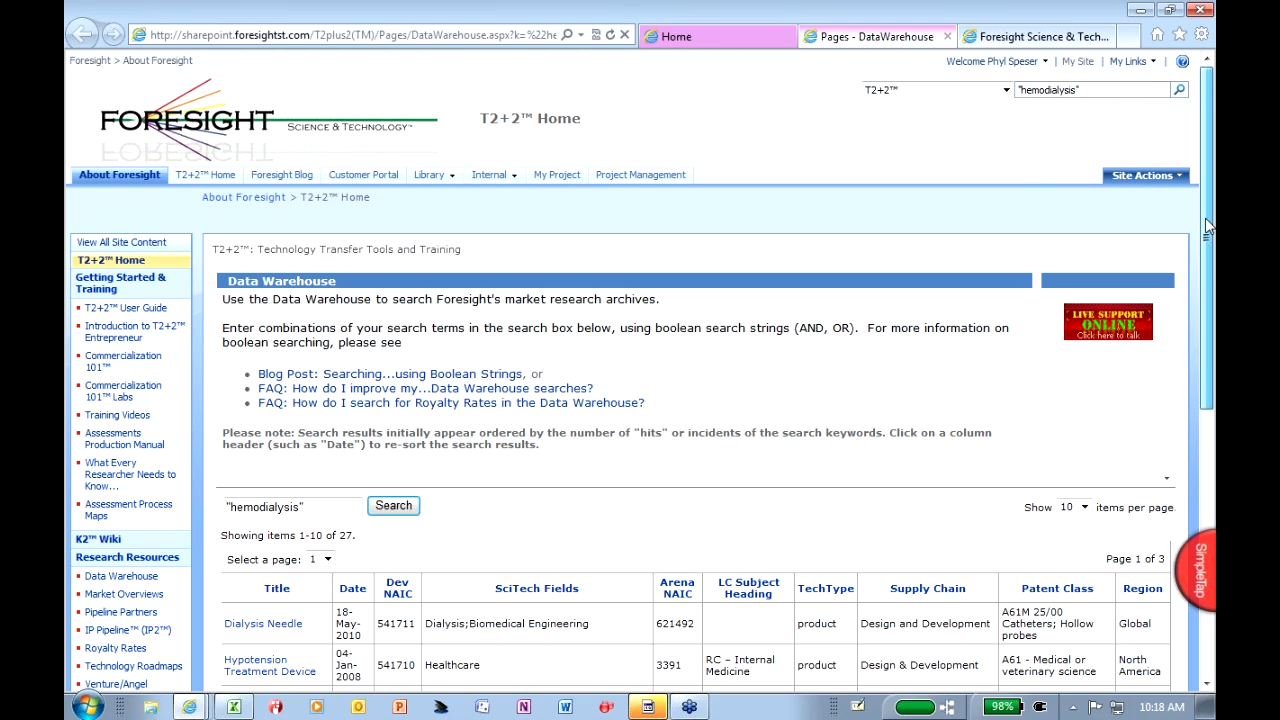 http://sharepoint.foresightst.com/T2plus2(TM)/Pages/DataWarehouse.aspx?k=%22he
Home
Pages - DataWarehouse
Foresight Science & Tech...
Foresight > About Foresight
Welcome Phyl Speser
My Site
My Links
T2+2™
"hemodialysis"
FORESIGHT SCIENCE & TECHNOLOGY™
T2+2™ Home
About Foresight
T2+2™ Home
Foresight Blog
Customer Portal
Library
Internal
My Project
Project Management
Site Actions
About Foresight > T2+2™ Home
View All Site Content
T2+2™ Home
Getting Started &
Training
T2+2™ User Guide
Introduction to T2+2™
Entrepreneur
Commercialization
101™
Commercialization
101™ Labs
Training Videos
Assessments
Production Manual
What Every
Researcher Needs to
Know...
Assessment Process
Maps
K2™ Wiki
Research Resources
Data Warehouse
Market Overviews
Pipeline Partners
IP Pipeline™ (IP2™)
Royalty Rates
Technology Roadmaps
Venture/Angel
T2+2™: Technology Transfer Tools and Training
Data Warehouse
Use the Data Warehouse to search Foresight's market research archives.
Enter combinations of your search terms in the search box below, using boolean search strings (AND, OR). For more information on
boolean searching, please see
Blog Post: Searching...using Boolean Strings, or
FAQ: How do I improve my...Data Warehouse searches?
FAQ: How do I search for Royalty Rates in the Data Warehouse?
Please note: Search results initially appear ordered by the number of "hits" or incidents of the search keywords. Click on a column
header (such as "Date") to re-sort the search results.
LIVE SUPPORT
ONLINE
Click here to talk
"hemodialysis"
Search
Show 10 items per page
Showing items 1-10 of 27.
Select a page: 1
Page 1 of 3
Title
Date
Dev
NAIC
SciTech Fields
Arena
NAIC
LC Subject
Heading
TechType
Supply Chain
Patent Class
Region
Dialysis Needle
18-
May-
2010
541711
Dialysis;Biomedical Engineering
621492
product
Design and Development
A61M 25/00
Catheters; Hollow
probes
Global
Hypotension
Treatment Device
04-
Jan-
2008
541710
Healthcare
3391
RC – Internal
Medicine
product
Design & Development
A61 - Medical or
veterinary science
North
America
SimpleTap
98%
10:18 AM